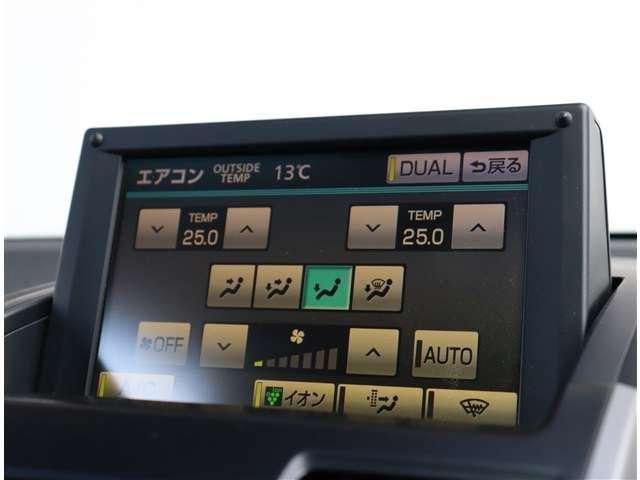 エアコン OUTSIDE TEMP 13℃ DUAL 戻る
TEMP 25.0 TEMP 25.0
OFF AUTO
A/C イオン